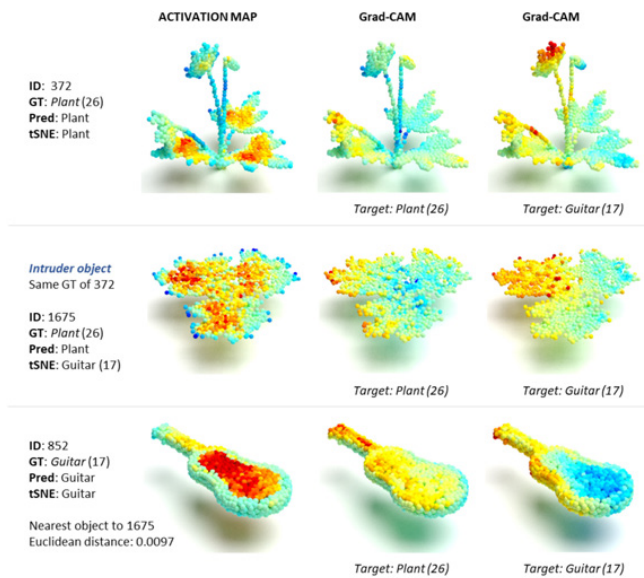 ACTIVATION MAP Grad-CAM Grad-CAM
ID: 372
GT: Plant (26)
Pred: Plant
tSNE: Plant
Target: Plant (26) Target: Guitar (17)
Intruder object
Same GT of 372
ID: 1675
GT: Plant (26)
Pred: Plant
tSNE: Guitar (17)
Target: Plant (26) Target: Guitar (17)
ID: 852
GT: Guitar (17)
Pred: Guitar
tSNE: Guitar
Nearest object to 1675
Euclidean distance: 0.0097
Target: Plant (26) Target: Guitar (17)